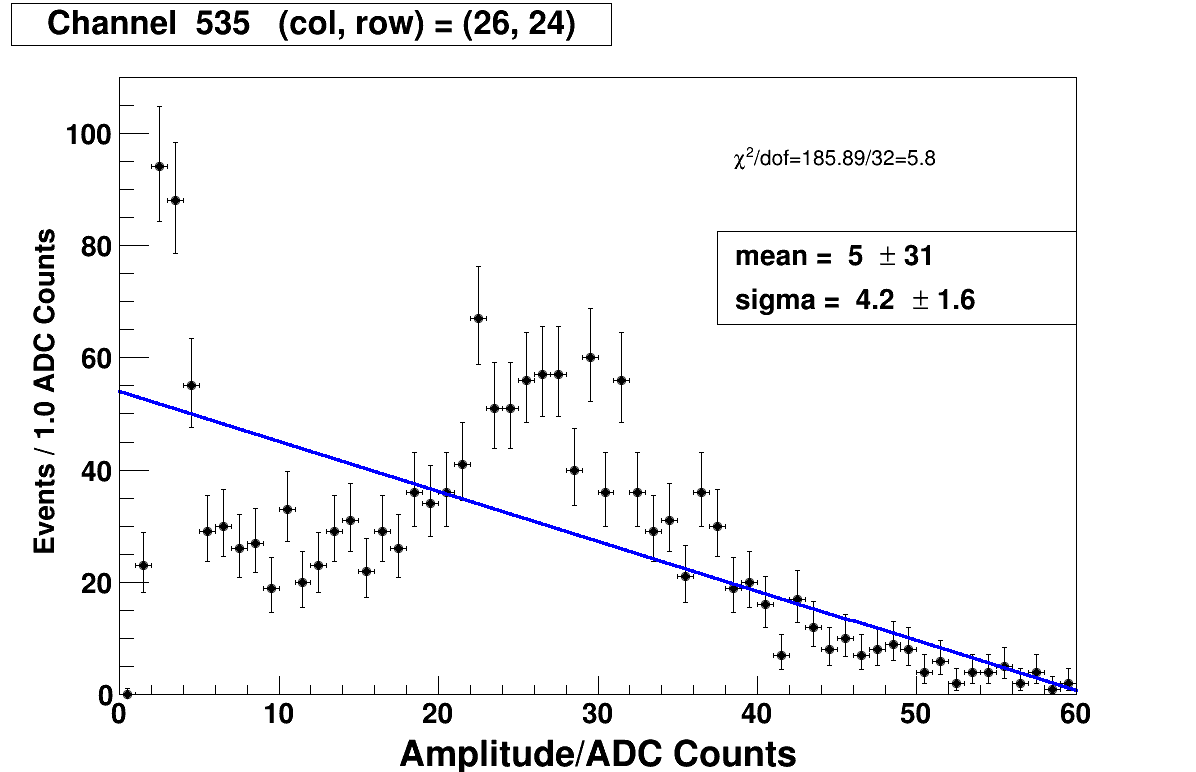 Channel 535 (col, row) = (26, 24)
χ²/dof=185.89/32=5.8
mean = 5 ± 31
sigma = 4.2 ± 1.6
Events / 1.0 ADC Counts
100
80
60
40
20
0
0 10 20 30 40 50 60
Amplitude/ADC Counts